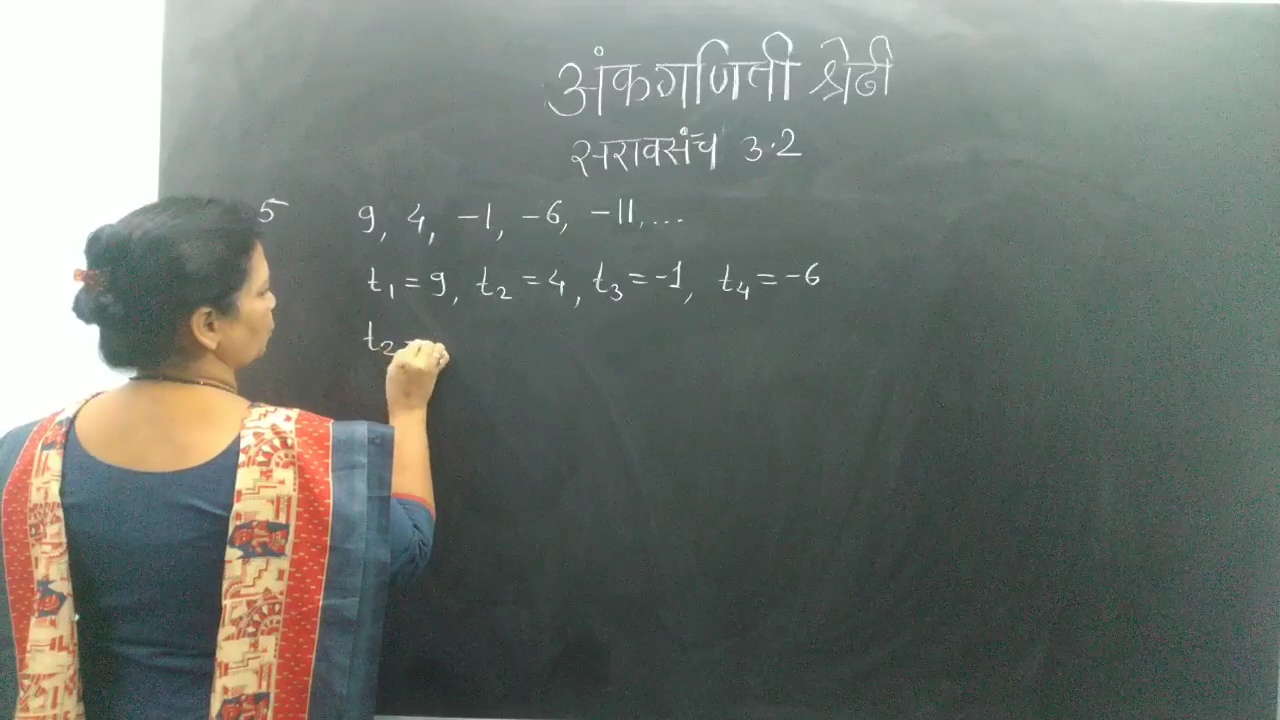 अंकगणिती श्रेढी
सरावसंच 3.2
5 9, 4, -1, -6, -11, ...
t₁ = 9, t₂ = 4, t₃ = -1, t₄ = -6
t₂ -